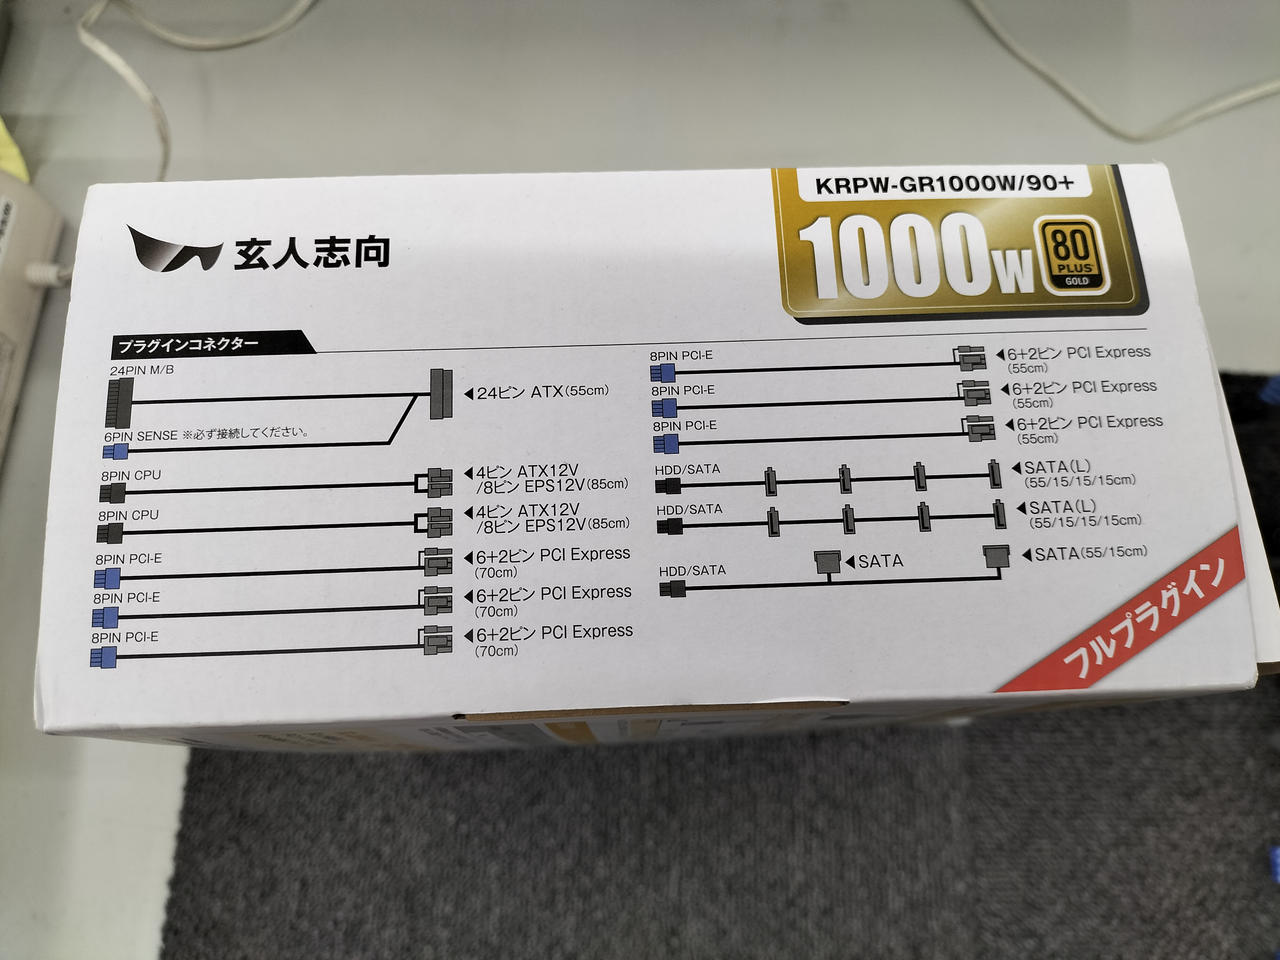 玄人志向
KRPW-GR1000W/90+
1000W
80
PLUS
GOLD
プラグインコネクター
24PIN M/B
◀24ピン ATX(55cm)
6PIN SENSE ※必ず接続してください。
8PIN CPU
◀4ピン ATX12V
/8ピン EPS12V(85cm)
8PIN CPU
◀4ピン ATX12V
/8ピン EPS12V(85cm)
8PIN PCI-E
◀6+2ピン PCI Express
(70cm)
8PIN PCI-E
◀6+2ピン PCI Express
(70cm)
8PIN PCI-E
◀6+2ピン PCI Express
(70cm)
8PIN PCI-E
◀6+2ピン PCI Express
(55cm)
8PIN PCI-E
◀6+2ピン PCI Express
(55cm)
8PIN PCI-E
◀6+2ピン PCI Express
(55cm)
HDD/SATA
◀SATA(L)
(55/15/15/15cm)
HDD/SATA
◀SATA(L)
(55/15/15/15cm)
HDD/SATA
◀SATA
◀SATA(55/15cm)
フルプラグイン